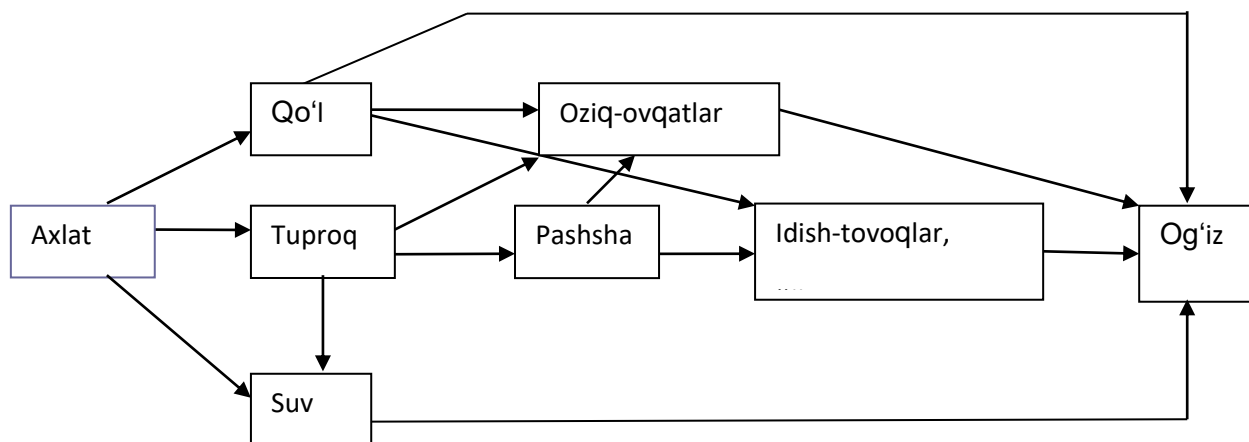 Qo‘l
Oziq-ovqatlar
Axlat
Tuproq
Pashsha
Idish-tovoqlar,
Og‘iz
Suv